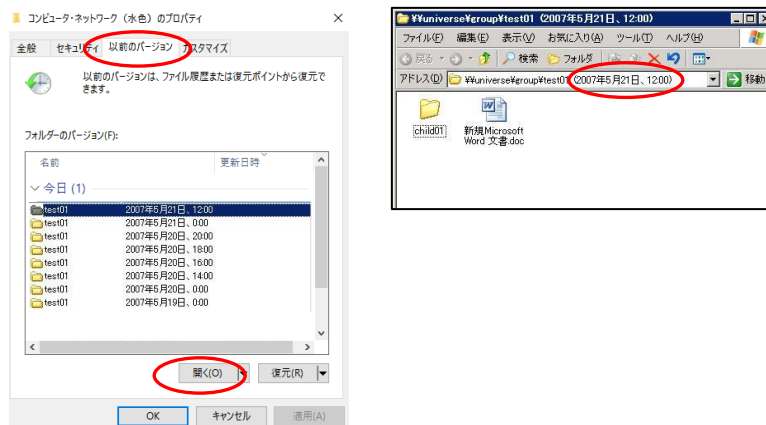 コンピュータ・ネットワーク（水色）のプロパティ
全般 セキュリティ 以前のバージョン カスタマイズ
以前のバージョンは、ファイル履歴または復元ポイントから復元で
きます。
フォルダーのバージョン(F):
名前 更新日時
今日 (1)
test01 2007年5月21日、12:00
test01 2007年5月21日、0:00
test01 2007年5月20日、20:00
test01 2007年5月20日、18:00
test01 2007年5月20日、16:00
test01 2007年5月20日、14:00
test01 2007年5月20日、0:00
test01 2007年5月19日、0:00
開く(O) 復元(R)
OK キャンセル 適用(A)
¥¥universe¥group¥test01 (2007年5月21日、12:00)
ファイル(F) 編集(E) 表示(V) お気に入り(A) ツール(T) ヘルプ(H)
戻る 検索 フォルダ
アドレス(D) ¥¥universe¥group¥test01 (2007年5月21日、12:00) 移動
child01
新規Microsoft
Word 文書.doc